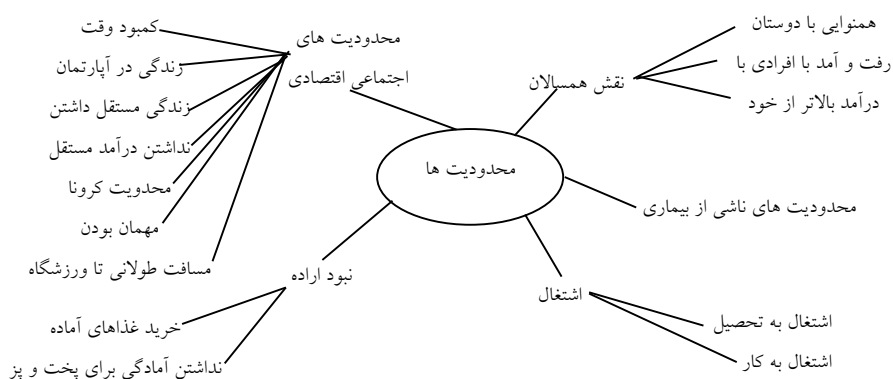 محدودیت ها
نقش همسالان
همنوایی با دوستان
رفت و آمد با افرادی با
درآمد بالاتر از خود
محدودیت های ناشی از بیماری
اشتغال
اشتغال به تحصیل
اشتغال به کار
محدودیت های
اجتماعی اقتصادی
کمبود وقت
زندگی در آپارتمان
زندگی مستقل داشتن
نداشتن درآمد مستقل
محدویت کرونا
مهمان بودن
مسافت طولانی تا ورزشگاه
نبود اراده
خرید غذاهای آماده
نداشتن آمادگی برای پخت و پز